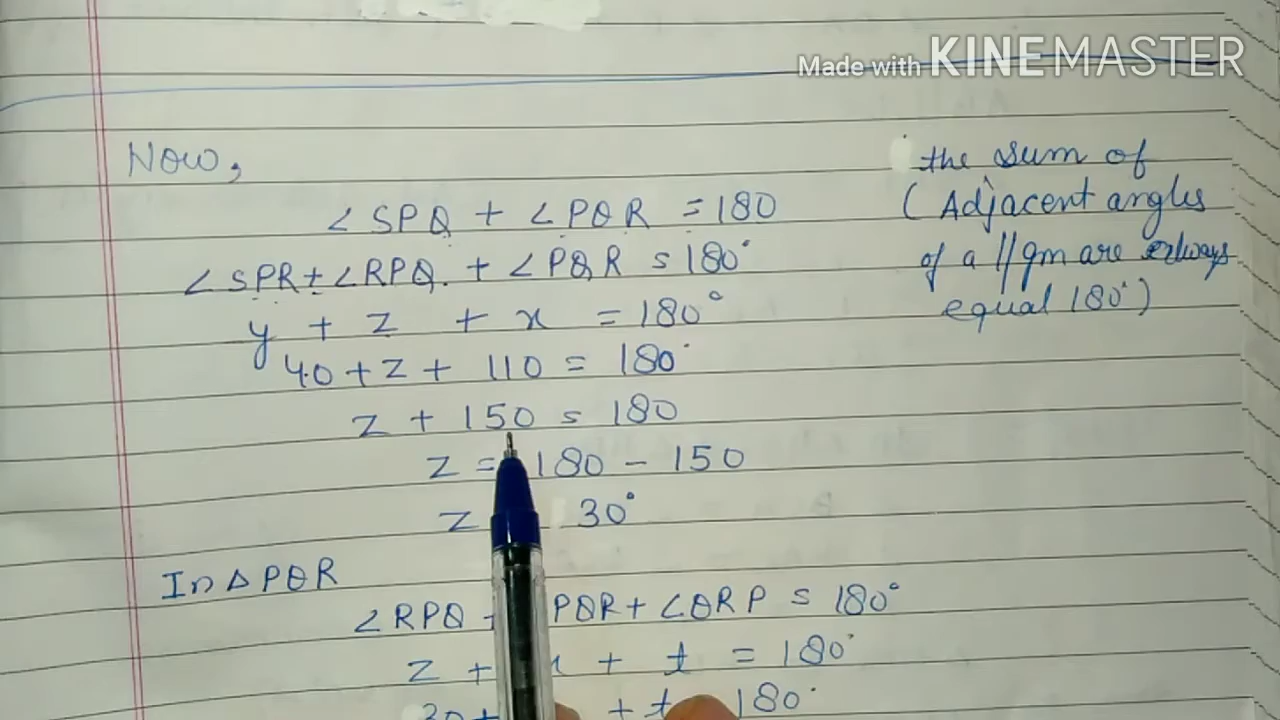 Made with KINEMASTER
Now,
∠SPQ + ∠PQR = 180
∠SPR + ∠RPQ + ∠PQR = 180°
y + z + x = 180°
40 + z + 110 = 180°
z + 150 = 180
z = 180 - 150
z 30°
the sum of
(Adjacent angles
of a //gm are always
equal 180°)
In △PQR
∠RPQ + PQR + ∠QRP = 180°
z + x + t = 180°
30 + + t 180°